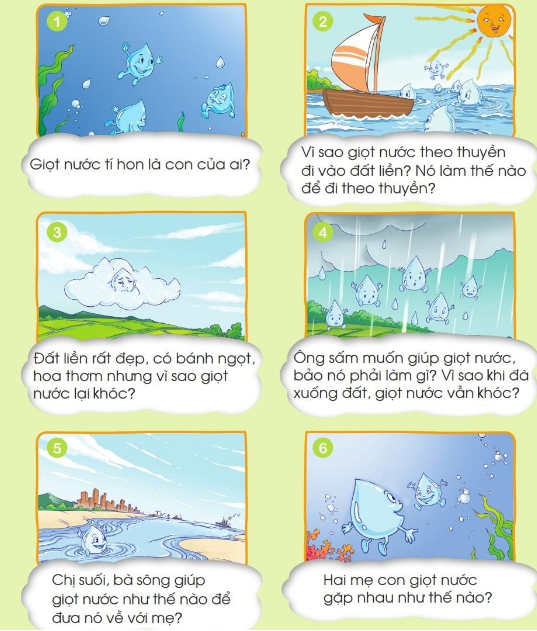 1
Giọt nước tí hon là con của ai?
2
Vì sao giọt nước theo thuyền
đi vào đất liền? Nó làm thế nào
để đi theo thuyền?
3
Đất liền rất đẹp, có bánh ngọt,
hoa thơm nhưng vì sao giọt
nước lại khóc?
4
Ông sấm muốn giúp giọt nước,
bảo nó phải làm gì? Vì sao khi đã
xuống đất, giọt nước vẫn khóc?
5
Chị suối, bà sông giúp
giọt nước như thế nào để
đưa nó về với mẹ?
6
Hai mẹ con giọt nước
gặp nhau như thế nào?